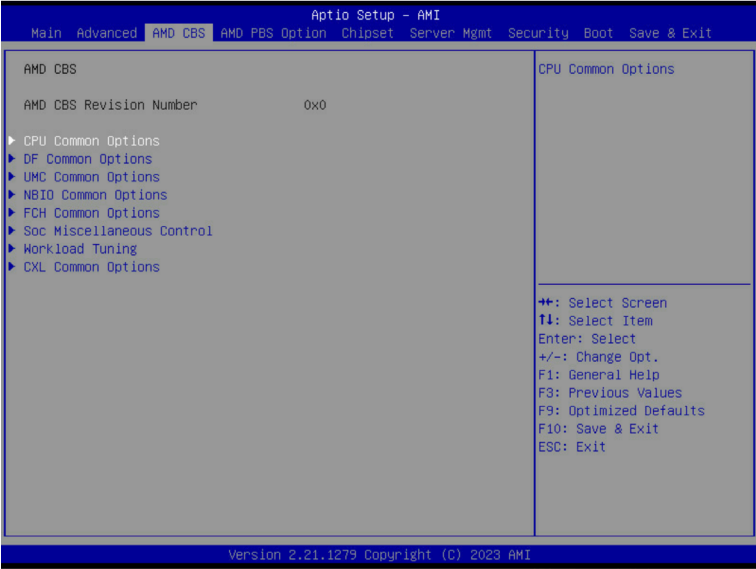 Aptio Setup - AMI
Main Advanced AMD CBS AMD PBS Option Chipset Server Mgmt Security Boot Save & Exit
AMD CBS
AMD CBS Revision Number 0x0
CPU Common Options
DF Common Options
UMC Common Options
NBIO Common Options
FCH Common Options
Soc Miscellaneous Control
Workload Tuning
CXL Common Options
CPU Common Options
→←: Select Screen
↑↓: Select Item
Enter: Select
+/-: Change Opt.
F1: General Help
F3: Previous Values
F9: Optimized Defaults
F10: Save & Exit
ESC: Exit
Version 2.21.1279 Copyright (C) 2023 AMI